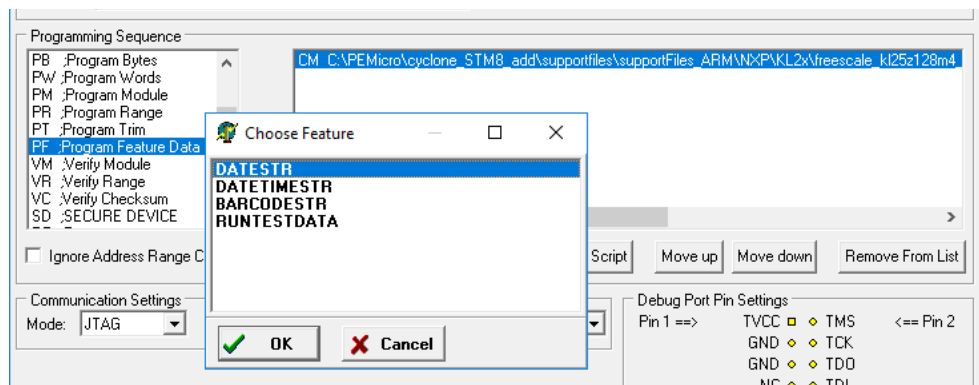 Programming Sequence
PB ;Program Bytes
PW ;Program Words
PM ;Program Module
PR ;Program Range
PT ;Program Trim
PF ;Program Feature Data
VM ;Verify Module
VR ;Verify Range
VC ;Verify Checksum
SD ;SECURE DEVICE
CM C:\PEMicro\cyclone_STM8_add\supportfiles\supportFiles_ARM\NXP\KL2x\freescale_kl25z128m4
Choose Feature
DATESTR
DATETIMESTR
BARCODESTR
RUNTESTDATA
OK
Cancel
Ignore Address Range C
Script
Move up
Move down
Remove From List
Communication Settings
Mode: JTAG
Debug Port Pin Settings
Pin 1 ==> TVCC TMS <== Pin 2
GND TCK
GND TDO
NC TDI